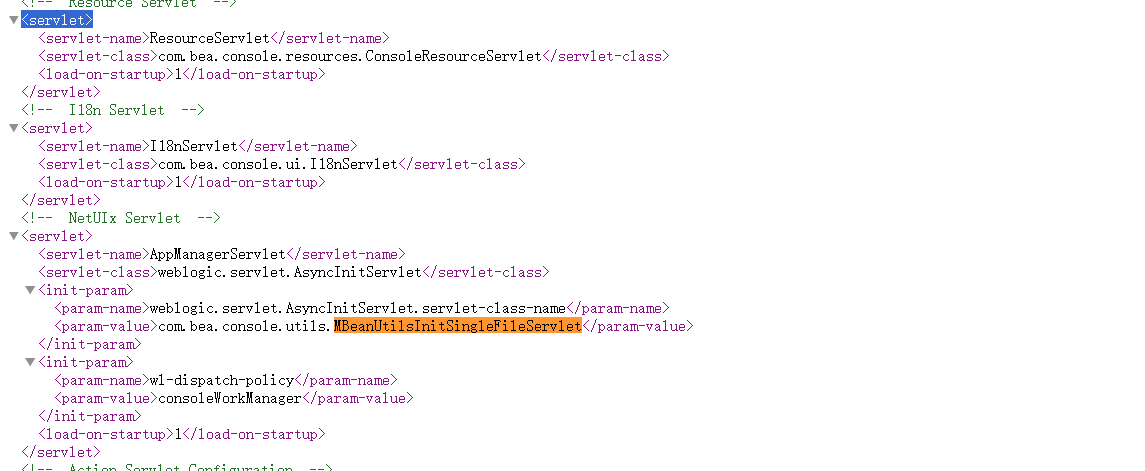 <!-- Resource Servlet -->
<servlet>
<servlet-name>ResourceServlet</servlet-name>
<servlet-class>com.bea.console.resources.ConsoleResourceServlet</servlet-class>
<load-on-startup>1</load-on-startup>
</servlet>
<!-- I18n Servlet -->
<servlet>
<servlet-name>I18nServlet</servlet-name>
<servlet-class>com.bea.console.ui.I18nServlet</servlet-class>
<load-on-startup>1</load-on-startup>
</servlet>
<!-- NetUIx Servlet -->
<servlet>
<servlet-name>AppManagerServlet</servlet-name>
<servlet-class>weblogic.servlet.AsyncInitServlet</servlet-class>
<init-param>
<param-name>weblogic.servlet.AsyncInitServlet.servlet-class-name</param-name>
<param-value>com.bea.console.utils.MBeanUtilsInitSingleFileServlet</param-value>
</init-param>
<init-param>
<param-name>wl-dispatch-policy</param-name>
<param-value>consoleWorkManager</param-value>
</init-param>
<load-on-startup>1</load-on-startup>
</servlet>
<!-- Action Servlet Configuration -->